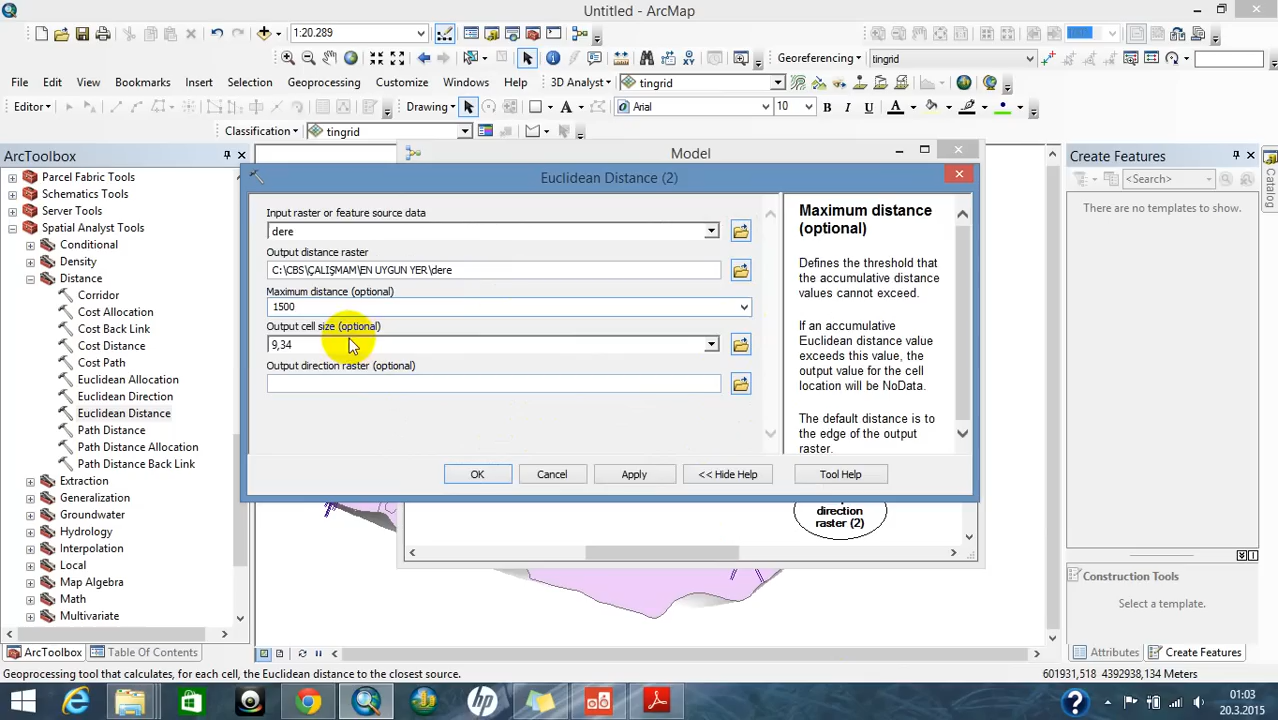 Untitled - ArcMap
1:20.289
Georeferencing
tingrid
File Edit View Bookmarks Insert Selection Geoprocessing Customize Windows Help
3D Analyst
tingrid
Editor
Drawing
Arial
10
B I U A
Classification
tingrid
ArcToolbox
Parcel Fabric Tools
Schematics Tools
Server Tools
Spatial Analyst Tools
Conditional
Density
Distance
Corridor
Cost Allocation
Cost Back Link
Cost Distance
Cost Path
Euclidean Allocation
Euclidean Direction
Euclidean Distance
Path Distance
Path Distance Allocation
Path Distance Back Link
Extraction
Generalization
Groundwater
Hydrology
Interpolation
Local
Map Algebra
Math
Multivariate
ArcToolbox
Table Of Contents
Model
Euclidean Distance (2)
Input raster or feature source data
dere
Output distance raster
C:\CBS\ÇALIŞMAM\EN UYGUN YER\dere
Maximum distance (optional)
1500
Output cell size (optional)
9,34
Output direction raster (optional)
OK
Cancel
Apply
<< Hide Help
Tool Help
Maximum distance
(optional)
Defines the threshold that
the accumulative distance
values cannot exceed.
If an accumulative
Euclidean distance value
exceeds this value, the
output value for the cell
location will be NoData.
The default distance is to
the edge of the output
raster.
direction
raster (2)
Create Features
<Search>
There are no templates to show.
Construction Tools
Select a template.
Attributes
Create Features
Catalog
Geoprocessing tool that calculates, for each cell, the Euclidean distance to the closest source.
601931,518 4392938,134 Meters
01:03
20.3.2015